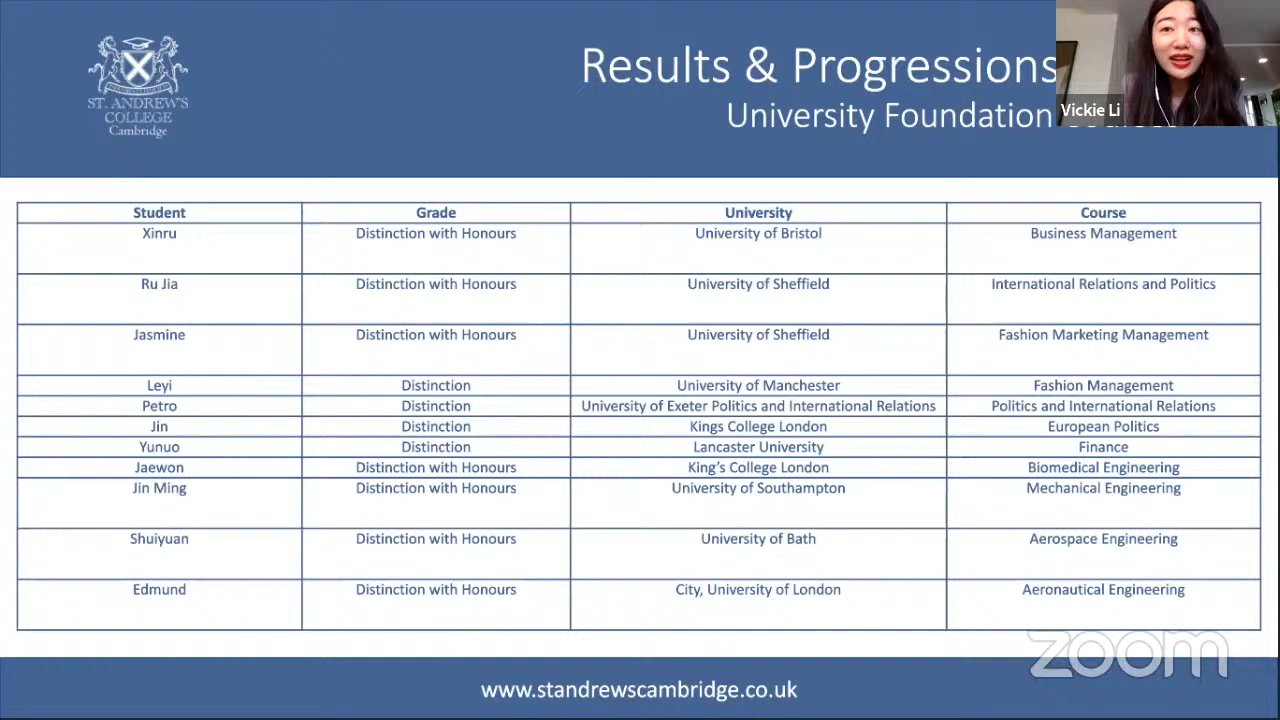 ST. ANDREW'S
COLLEGE
Cambridge
Results & Progressions
University Foundation
Vickie Li
Student Grade University Course
Xinru Distinction with Honours University of Bristol Business Management
Ru Jia Distinction with Honours University of Sheffield International Relations and Politics
Jasmine Distinction with Honours University of Sheffield Fashion Marketing Management
Leyi Distinction University of Manchester Fashion Management
Petro Distinction University of Exeter Politics and International Relations Politics and International Relations
Jin Distinction Kings College London European Politics
Yunuo Distinction Lancaster University Finance
Jaewon Distinction with Honours King's College London Biomedical Engineering
Jin Ming Distinction with Honours University of Southampton Mechanical Engineering
Shuiyuan Distinction with Honours University of Bath Aerospace Engineering
Edmund Distinction with Honours City, University of London Aeronautical Engineering
zoom
www.standrewscambridge.co.uk